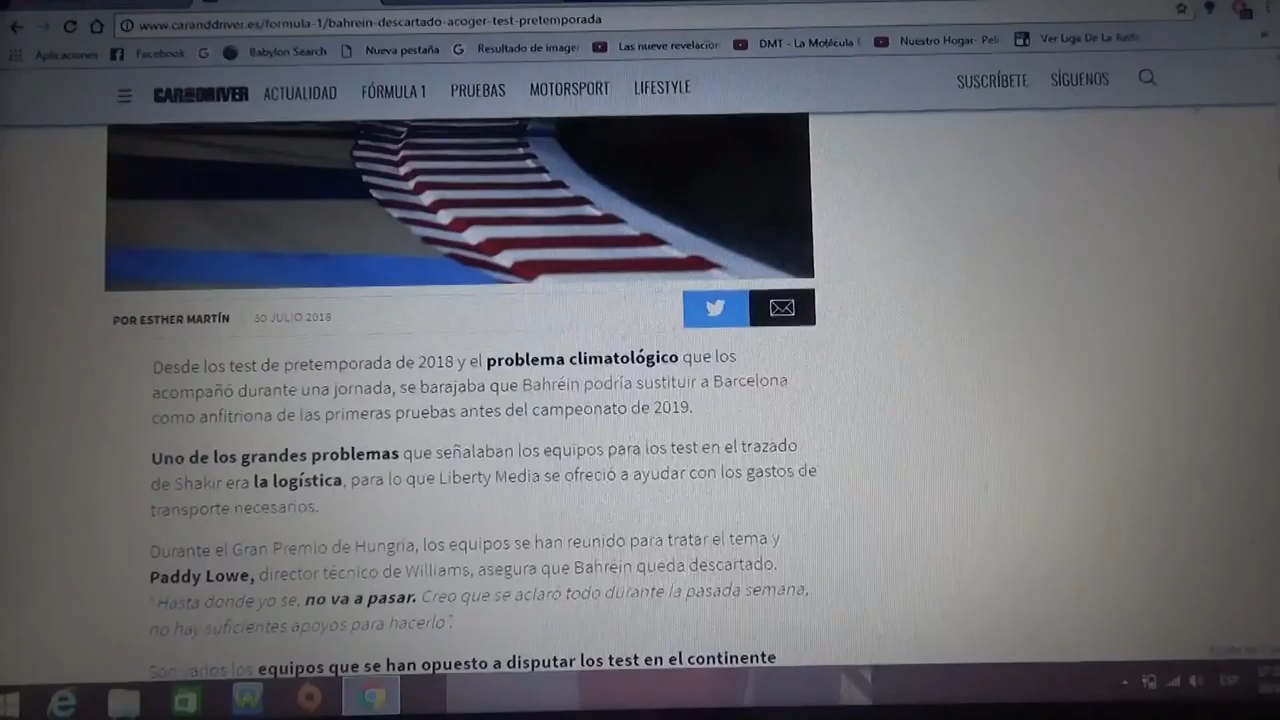 www.caranddriver.es/formula-1/bahrein-descartado-acoger-test-pretemporada
Aplicaciones Facebook Babylon Search Nueva pestaña Resultado de imager Las nueve revelacion DMT - La Molécula Nuestro Hogar- Peli Ver Liga De La Justi
CAR AND DRIVER ACTUALIDAD FÓRMULA 1 PRUEBAS MOTORSPORT LIFESTYLE SUSCRÍBETE SÍGUENOS
POR ESTHER MARTÍN 30 JULIO 2018
Desde los test de pretemporada de 2018 y el problema climatológico que los
acompañó durante una jornada, se barajaba que Bahréin podría sustituir a Barcelona
como anfitriona de las primeras pruebas antes del campeonato de 2019.
Uno de los grandes problemas que señalaban los equipos para los test en el trazado
de Shakir era la logística, para lo que Liberty Media se ofreció a ayudar con los gastos de
transporte necesarios.
Durante el Gran Premio de Hungría, los equipos se han reunido para tratar el tema y
Paddy Lowe, director técnico de Williams, asegura que Bahréin queda descartado.
"Hasta donde yo se, no va a pasar. Creo que se aclaró todo durante la pasada semana,
no hay suficientes apoyos para hacerlo".
Son varios los equipos que se han opuesto a disputar los test en el continente
ESP